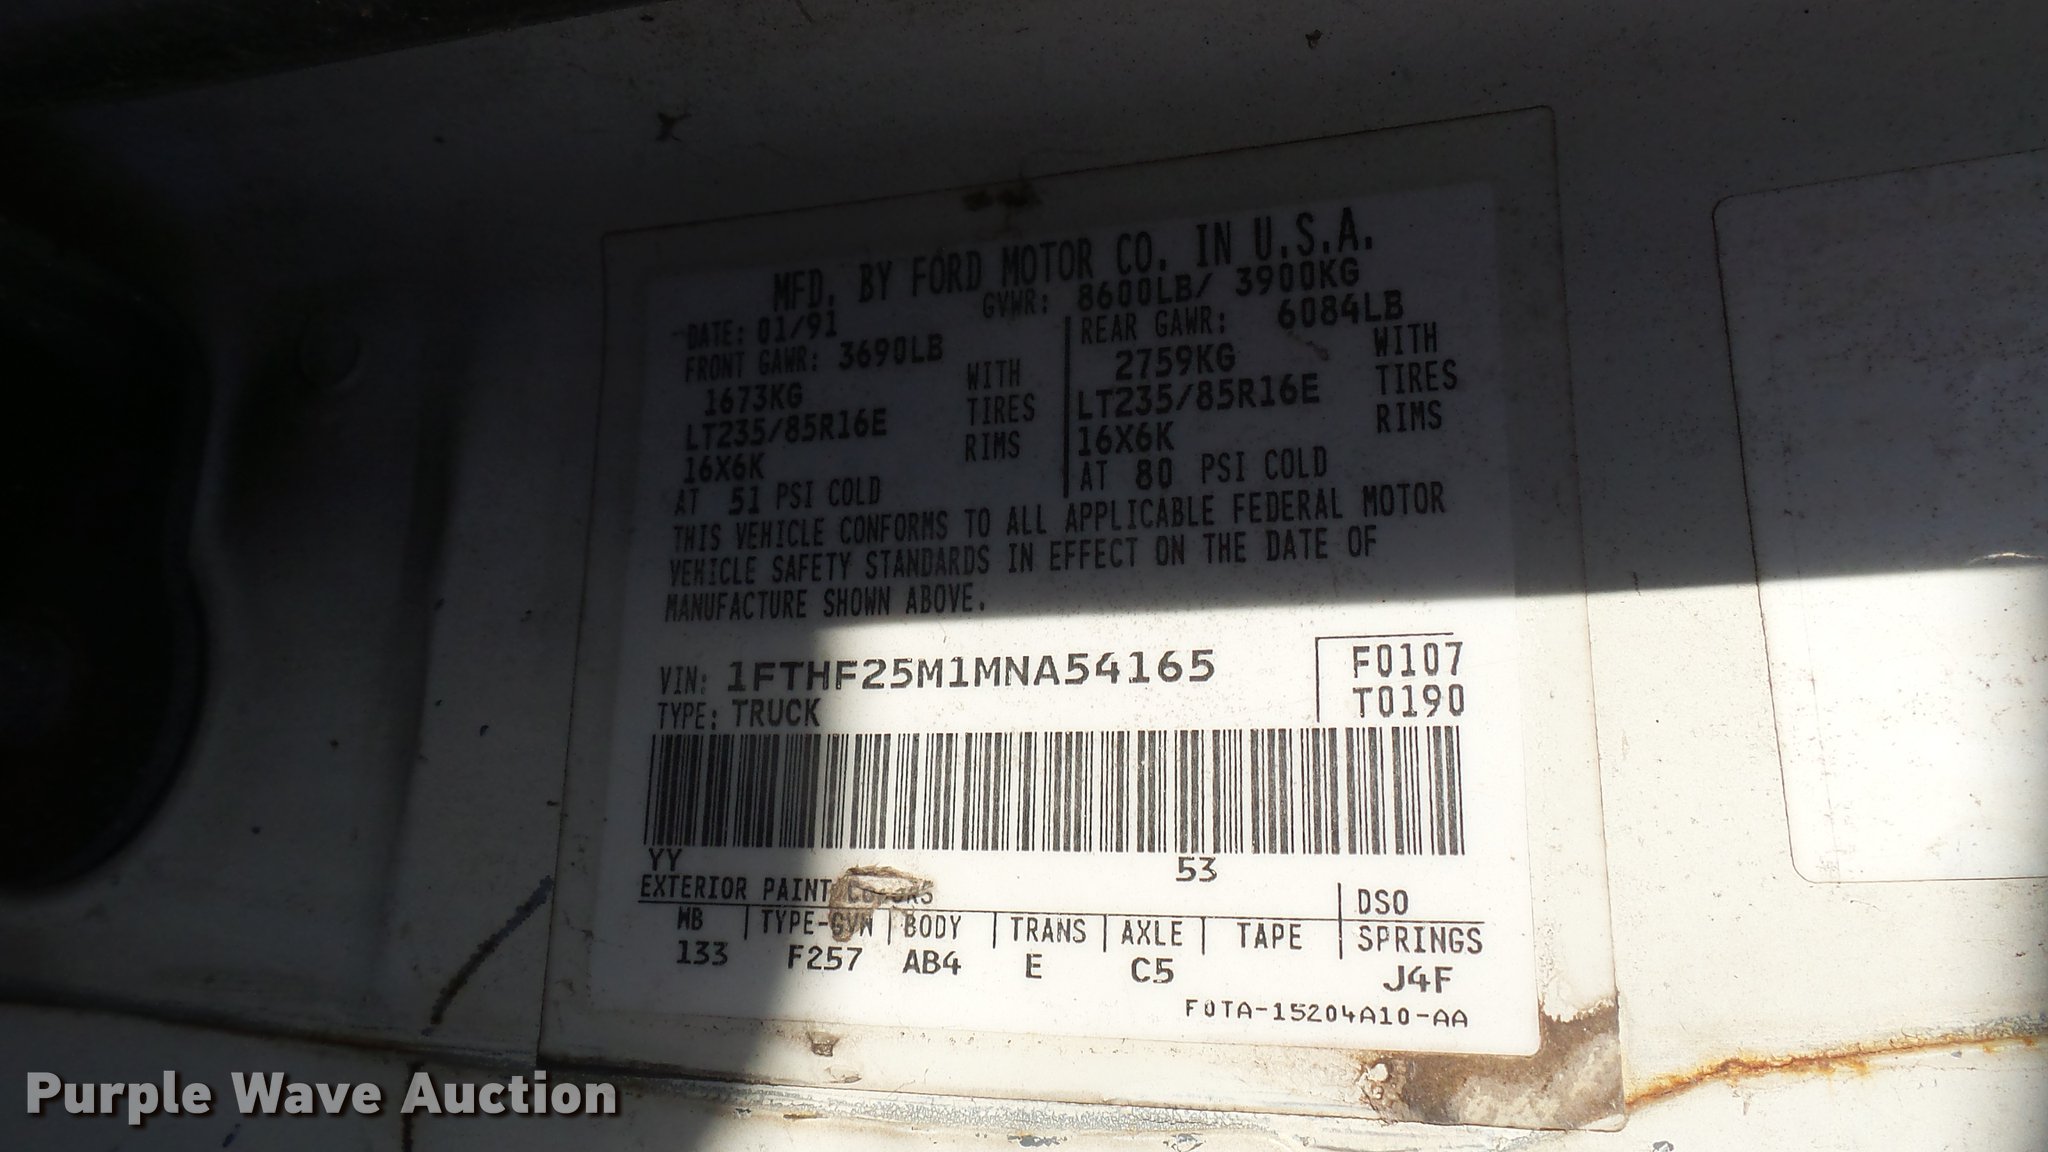 MFD. BY FORD MOTOR CO. IN U.S.A.
DATE: 01/91 GVWR: 8600LB/ 3900KG
FRONT GAWR: 3690LB REAR GAWR: 6084LB
1673KG WITH 2759KG WITH
LT235/85R16E TIRES LT235/85R16E TIRES
16X6K RIMS 16X6K RIMS
AT 51 PSI COLD AT 80 PSI COLD
THIS VEHICLE CONFORMS TO ALL APPLICABLE FEDERAL MOTOR
VEHICLE SAFETY STANDARDS IN EFFECT ON THE DATE OF
MANUFACTURE SHOWN ABOVE.
VIN: 1FTHF25M1MNA54165 F0107
TYPE: TRUCK T0190
YY 53
EXTERIOR PAINT COLORS DSO
WB TYPE-GVW BODY TRANS AXLE TAPE SPRINGS
133 F257 AB4 E C5 J4F
F0TA-15204A10-AA
Purple Wave Auction